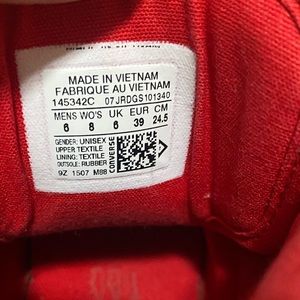 MADE IN VIETNAM
FABRIQUE AU VIETNAM
145342C 07JRDGS101340
MENS WO'S UK EUR CM
6 8 6 39 24.5
GENDER: UNISEX
UPPER: TEXTILE
LINING: TEXTILE
OUTSOLE: RUBBER
9Z 1507 M88
CONVERSE